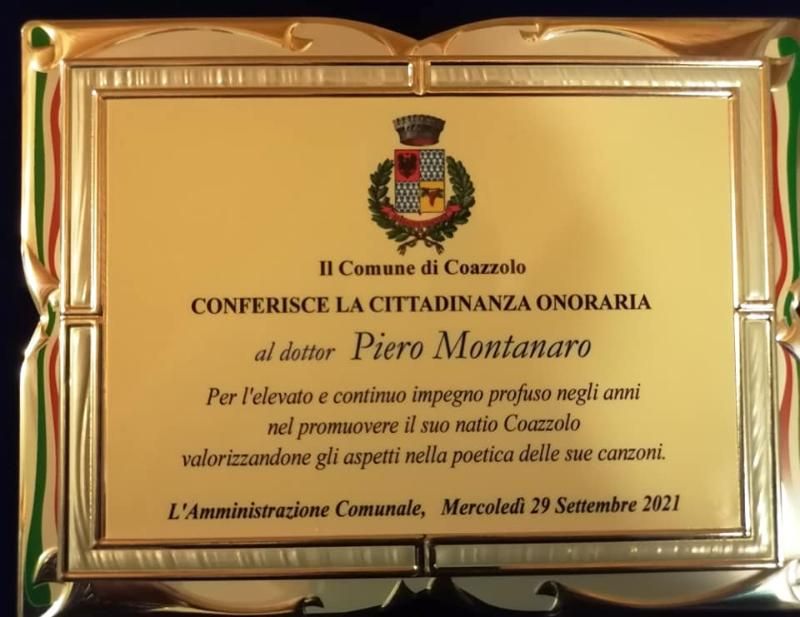 Il Comune di Coazzolo
CONFERISCE LA CITTADINANZA ONORARIA
al dottor Piero Montanaro
Per l'elevato e continuo impegno profuso negli anni
nel promuovere il suo natio Coazzolo
valorizzandone gli aspetti nella poetica delle sue canzoni.
L'Amministrazione Comunale, Mercoledì 29 Settembre 2021